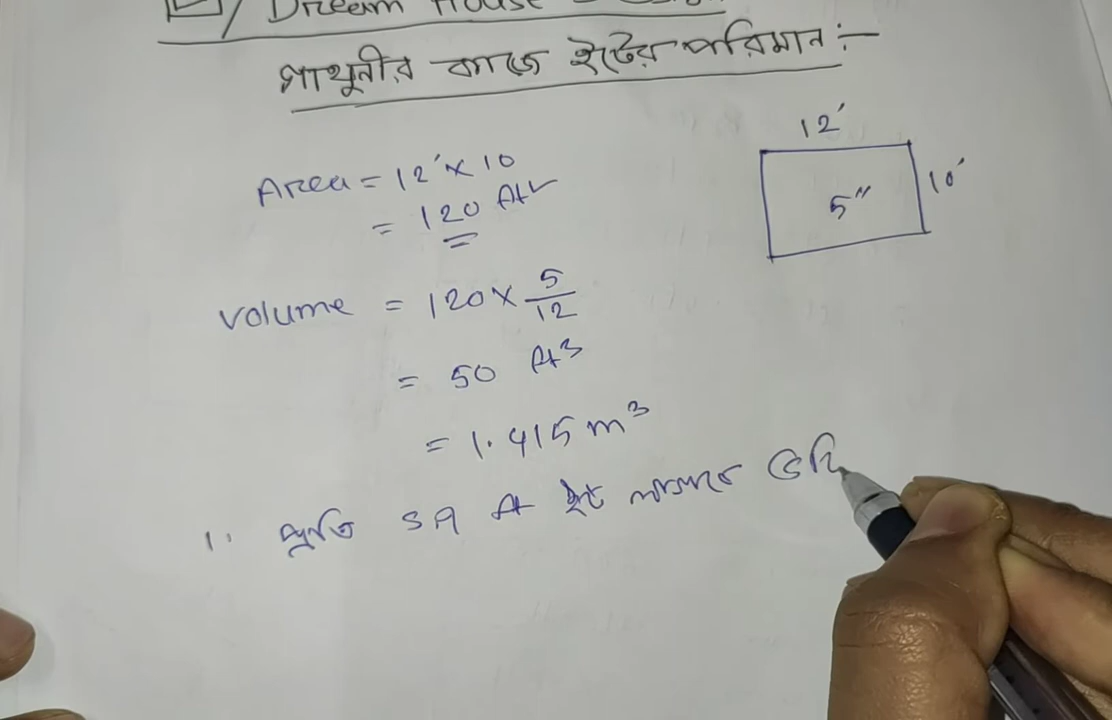 Dream House
গাথুনীর কাজে ইটের পরিমান :-
12'
10'
5"
Area = 12' x 10
= 120 ft²
Volume = 120 x 5/12
= 50 ft³
= 1.415 m³
1. প্রতি sq ft ইট লাগবে